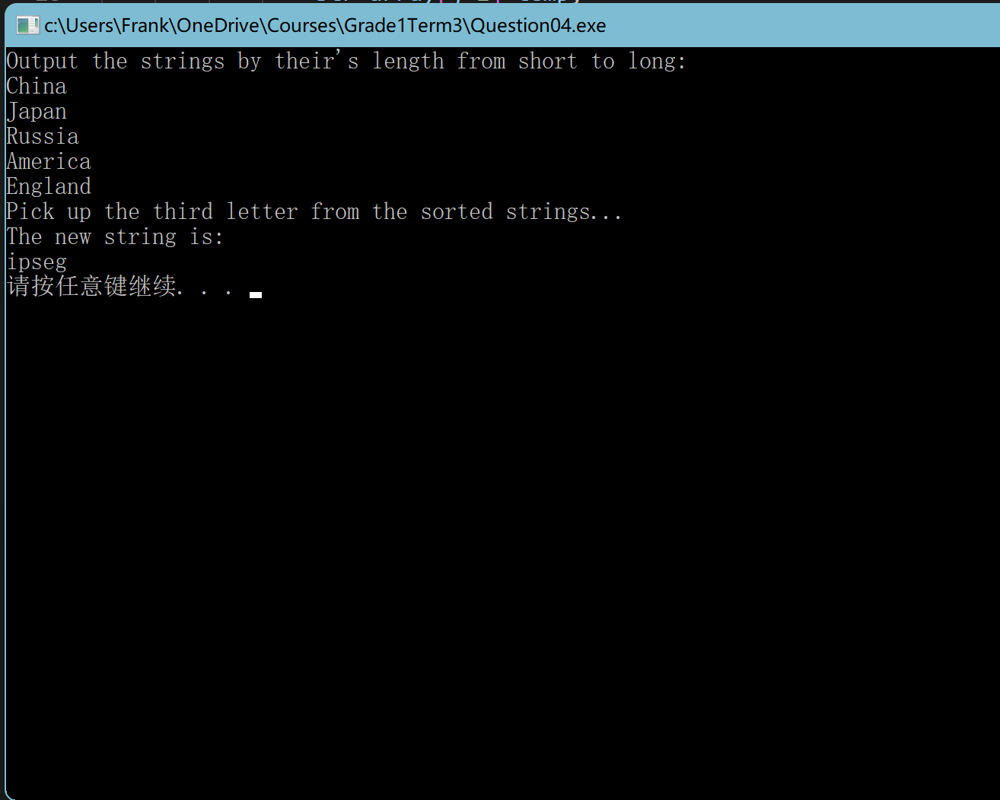 c:\Users\Frank\OneDrive\Courses\Grade1Term3\Question04.exe
Output the strings by their's length from short to long:
China
Japan
Russia
America
England
Pick up the third letter from the sorted strings...
The new string is:
ipseg
请按任意键继续. . .